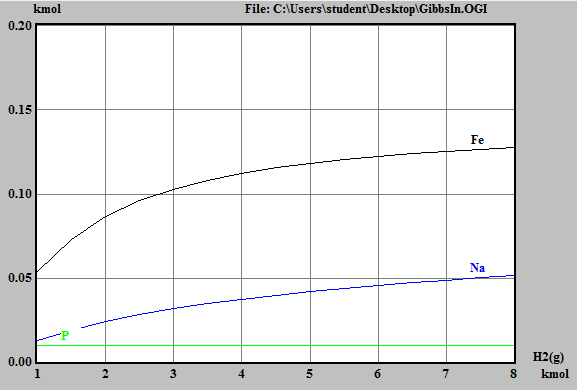 kmol
File: C:\Users\student\Desktop\GibbsIn.OGI
0.20
0.15
Fe
0.10
Na
0.05
P
0.00
H2(g)
1 2 3 4 5 6 7 8 kmol